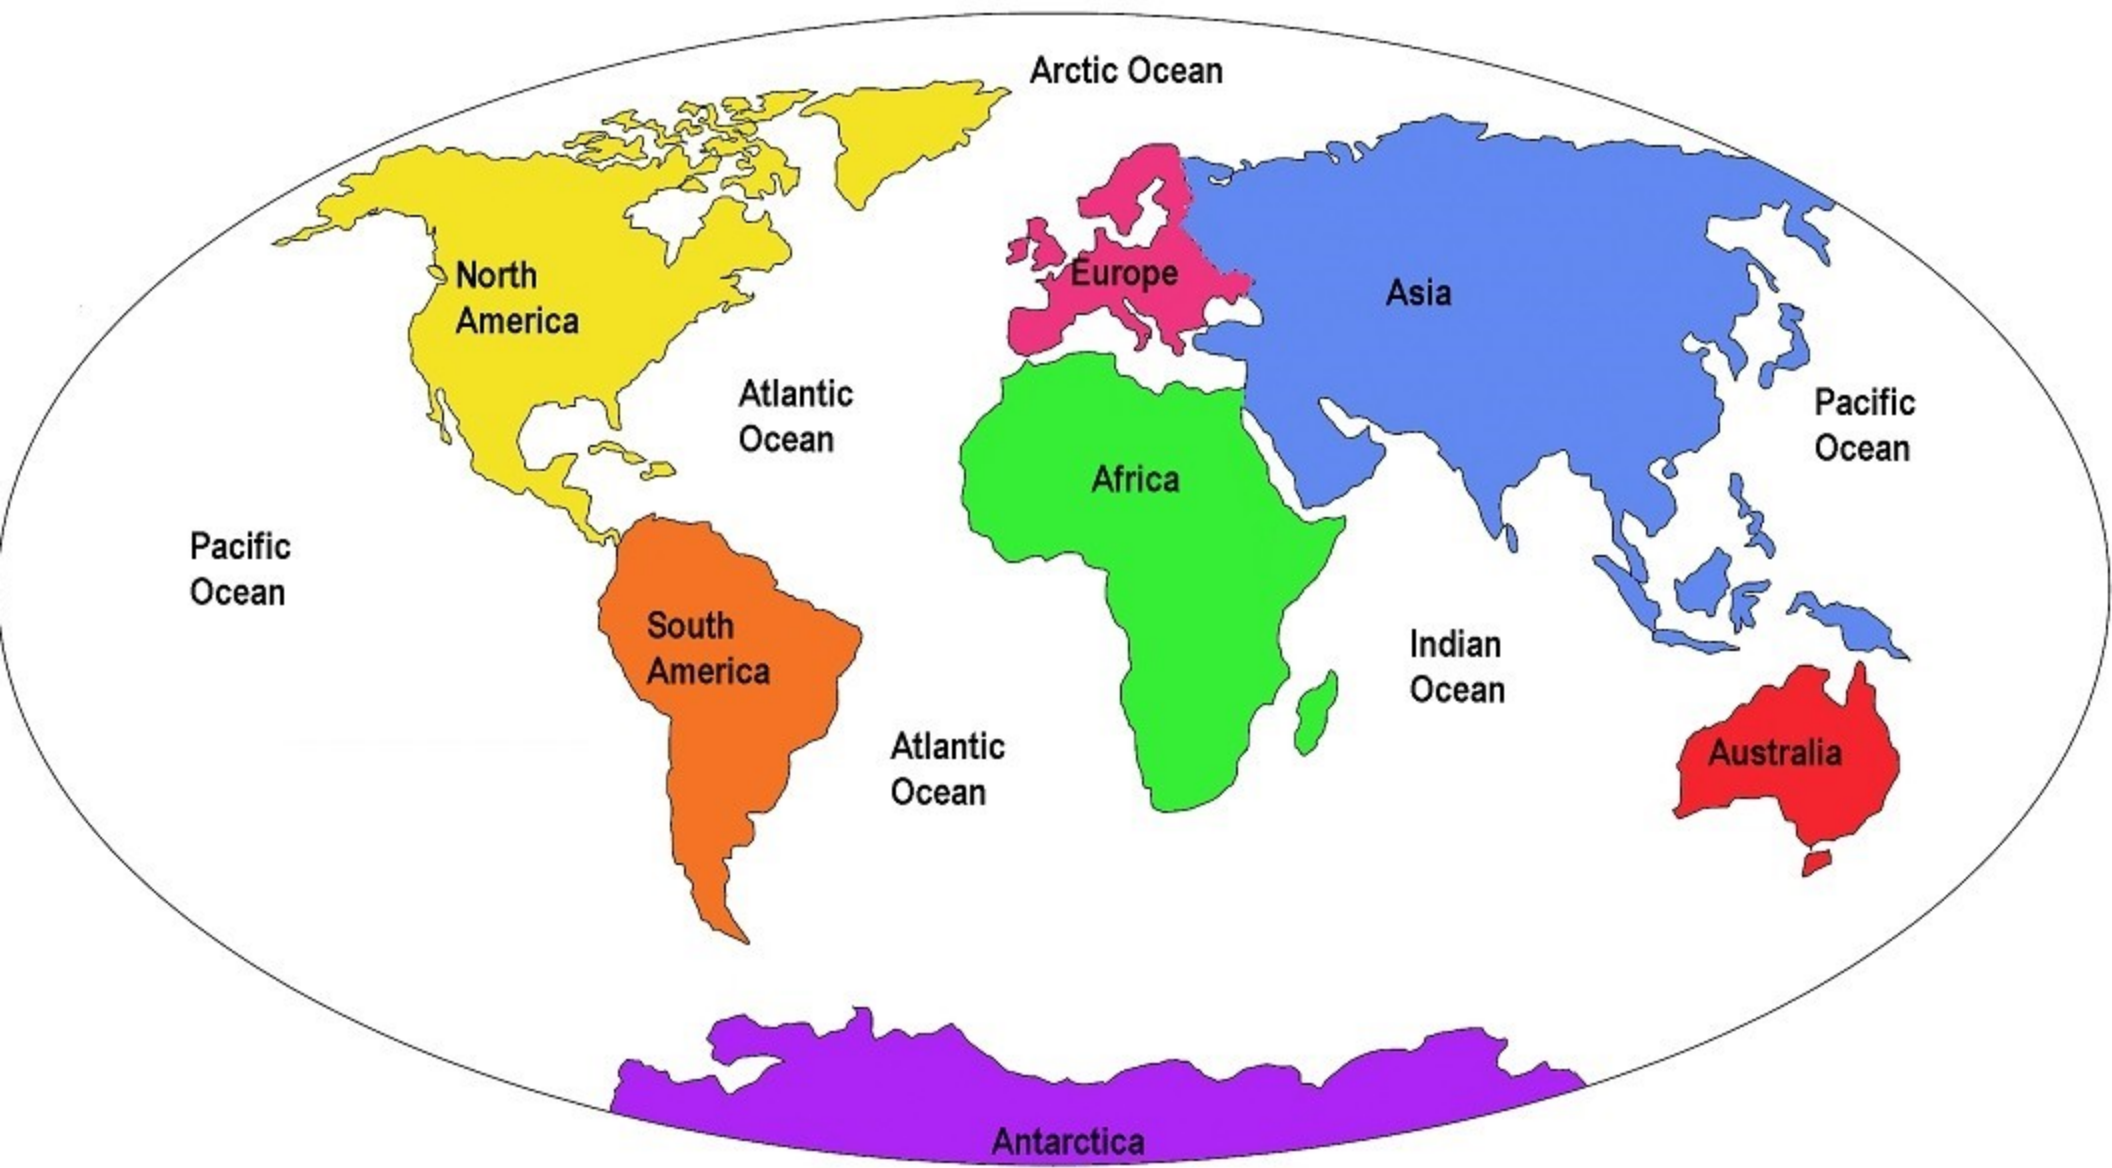 Arctic Ocean
North
America
Europe
Asia
Atlantic
Ocean
Pacific
Ocean
Africa
Pacific
Ocean
South
America
Indian
Ocean
Atlantic
Ocean
Australia
Antarctica